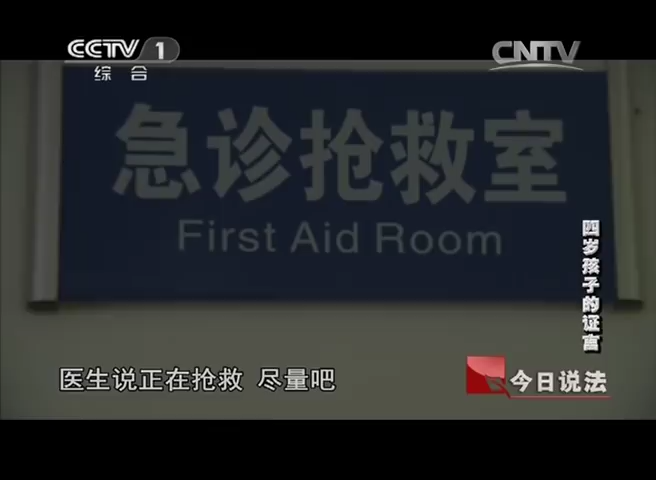 CCTV 1
综合
CNTV
急诊抢救室
First Aid Room
四岁孩子的证言
医生说正在抢救 尽量吧
今日说法